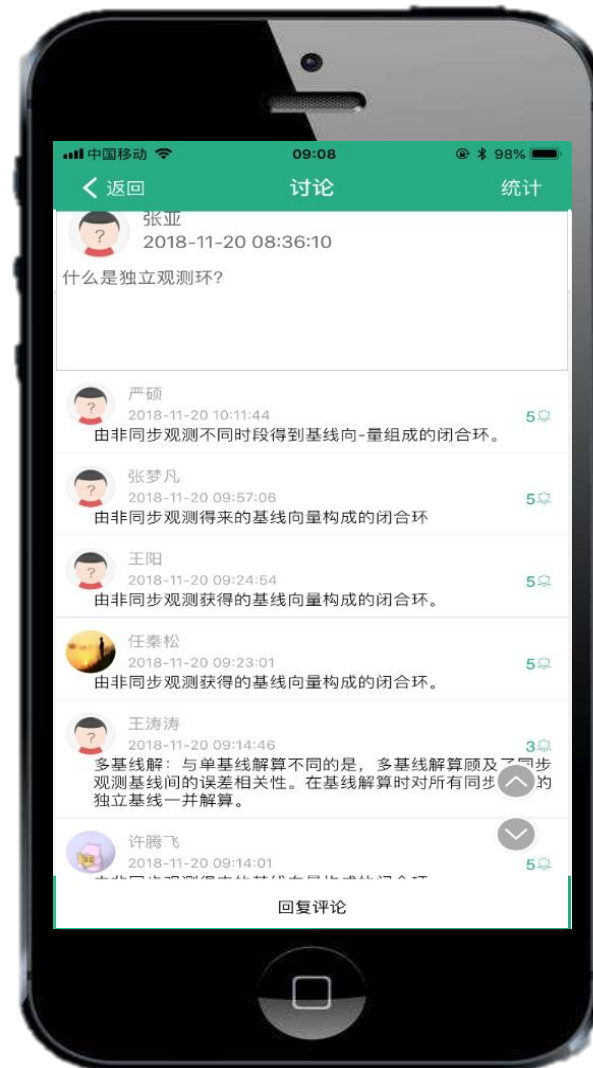 中国移动
09:08
98%
返回
讨论
统计
张亚
2018-11-20 08:36:10
什么是独立观测环?
严硕
2018-11-20 10:11:44
5
由非同步观测不同时段得到基线向-量组成的闭合环。
张梦凡
2018-11-20 09:57:06
5
由非同步观测得来的基线向量构成的闭合环
王阳
2018-11-20 09:24:54
5
由非同步观测获得的基线向量构成的闭合环。
任秦松
2018-11-20 09:23:01
5
由非同步观测获得的基线向量构成的闭合环。
王涛涛
2018-11-20 09:14:46
3
多基线解：与单基线解算不同的是，多基线解算顾及了同步
观测基线间的误差相关性。在基线解算时对所有同步的
独立基线一并解算。
许腾飞
2018-11-20 09:14:01
5
回复评论